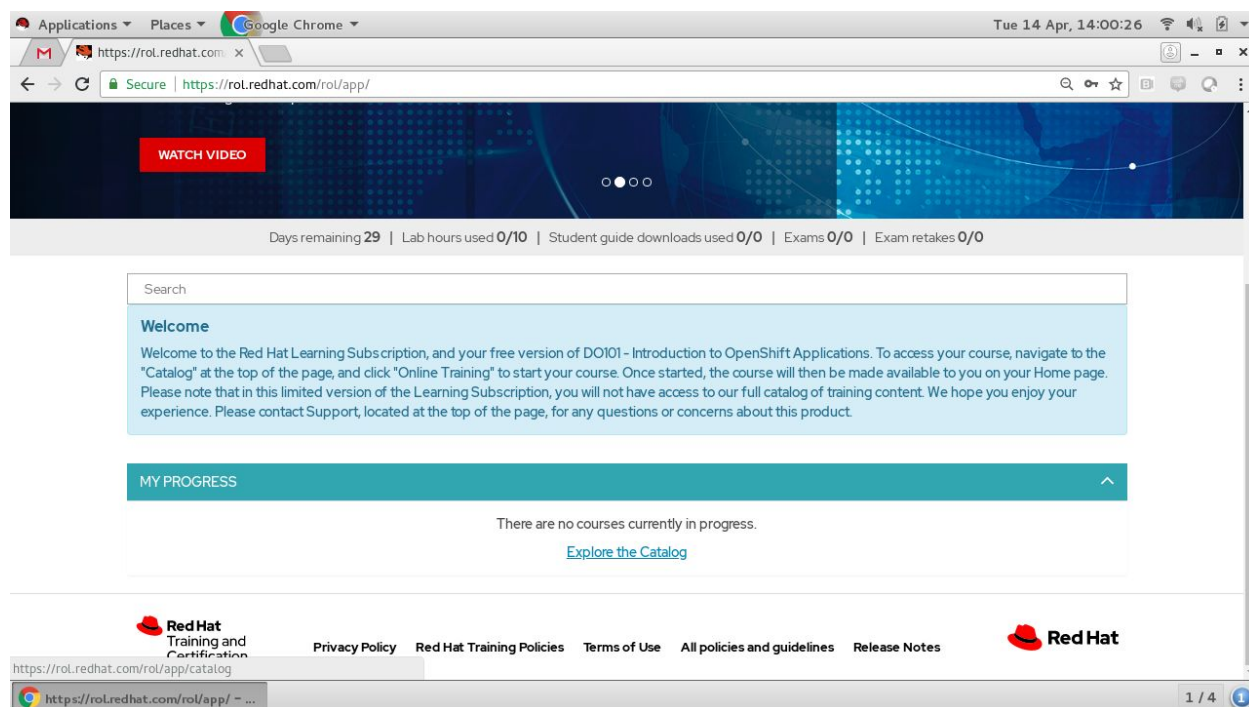 Applications Places Google Chrome Tue 14 Apr, 14:00:26
M https://rol.redhat.com/ x
Secure | https://rol.redhat.com/rol/app/
WATCH VIDEO
Days remaining 29 | Lab hours used 0/10 | Student guide downloads used 0/0 | Exams 0/0 | Exam retakes 0/0
Search
Welcome
Welcome to the Red Hat Learning Subscription, and your free version of DO101 - Introduction to OpenShift Applications. To access your course, navigate to the
"Catalog" at the top of the page, and click "Online Training" to start your course. Once started, the course will then be made available to you on your Home page.
Please note that in this limited version of the Learning Subscription, you will not have access to our full catalog of training content. We hope you enjoy your
experience. Please contact Support, located at the top of the page, for any questions or concerns about this product.
MY PROGRESS
There are no courses currently in progress.
Explore the Catalog
Red Hat
Training and
Certification
Privacy Policy Red Hat Training Policies Terms of Use All policies and guidelines Release Notes
Red Hat
https://rol.redhat.com/rol/app/catalog
https://rol.redhat.com/rol/app/ - ... 1 / 4 1